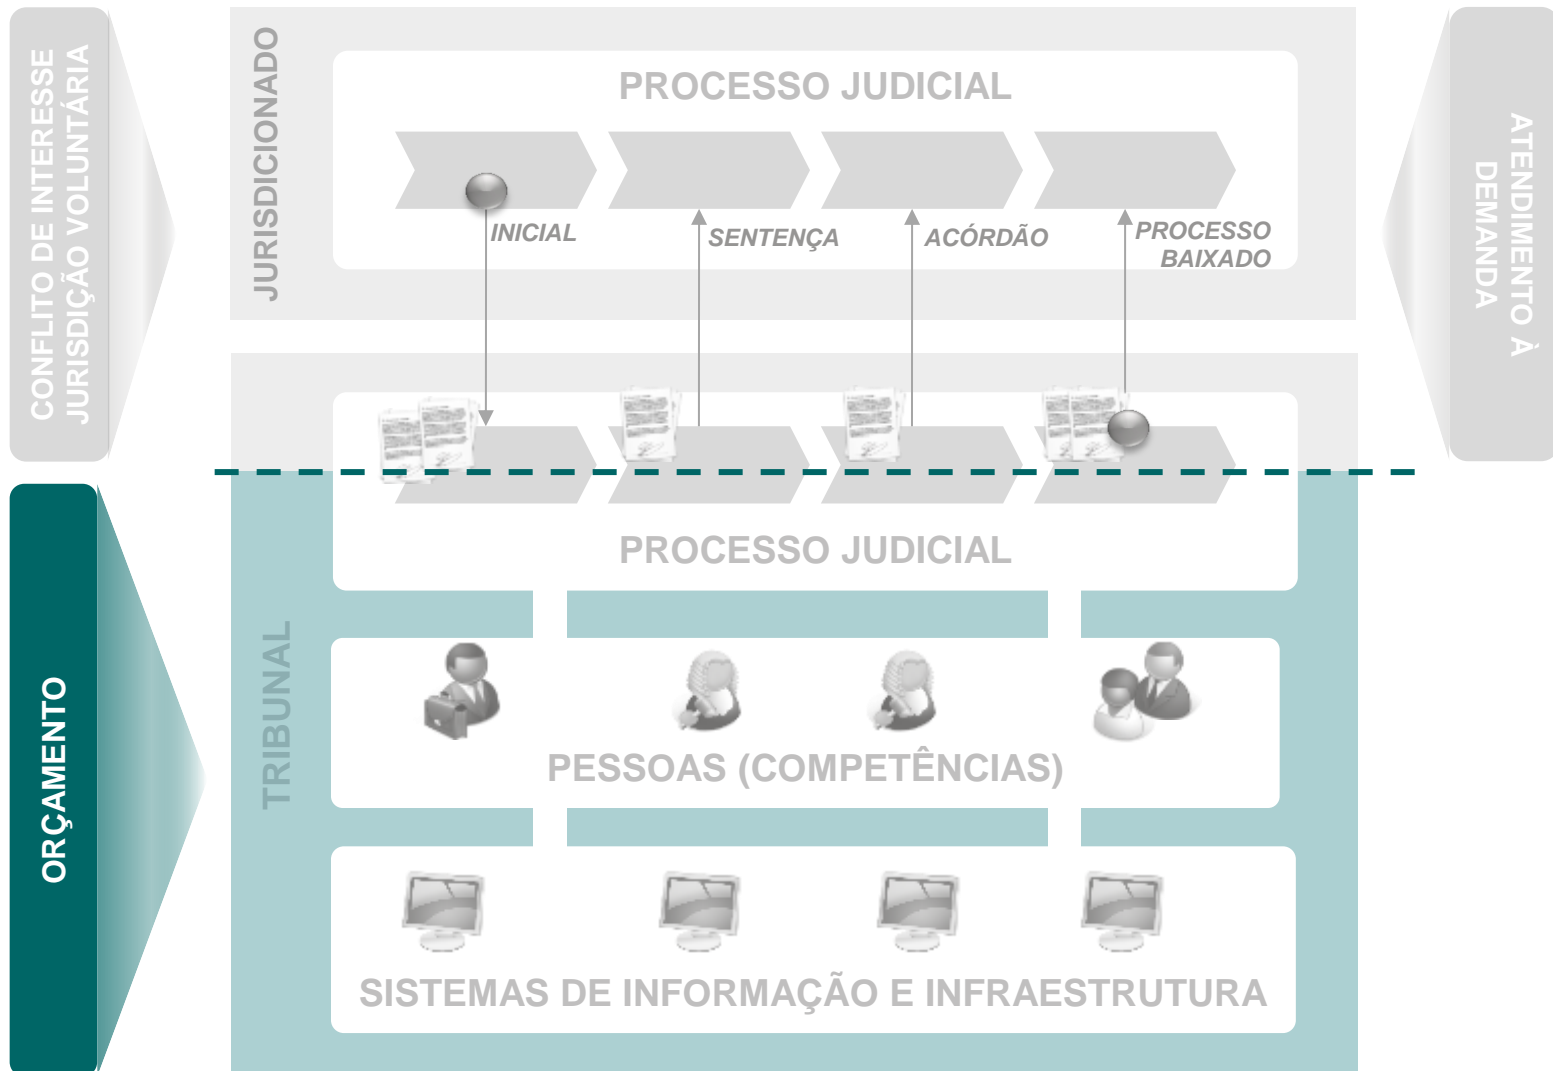 CONFLITO DE INTERESSE
JURISDIÇÃO VOLUNTÁRIA
JURISDICIONADO
PROCESSO JUDICIAL
INICIAL
SENTENÇA
ACÓRDÃO
PROCESSO
BAIXADO
ATENDIMENTO À
DEMANDA
ORÇAMENTO
TRIBUNAL
PROCESSO JUDICIAL
PESSOAS (COMPETÊNCIAS)
SISTEMAS DE INFORMAÇÃO E INFRAESTRUTURA